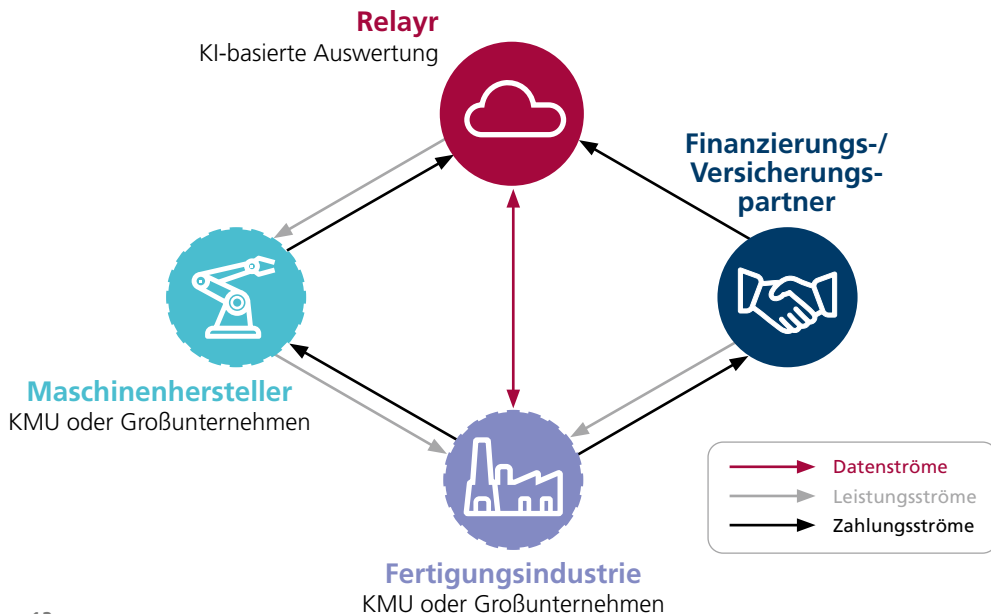 Relayr
KI-basierte Auswertung
Finanzierungs-/
Versicherungs-
partner
Maschinenhersteller
KMU oder Großunternehmen
Datenströme
Leistungsströme
Zahlungsströme
Fertigungsindustrie
KMU oder Großunternehmen